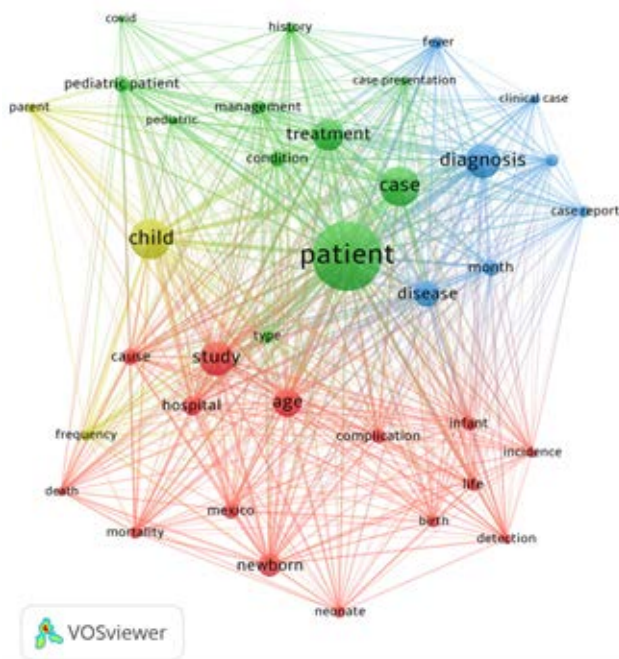 covid
history
fever
pediatric patient
case presentation
clinical case
parent
management
pediatric
treatment
condition
diagnosis
case
case report
child
patient
month
disease
type
cause
study
hospital
age
infant
frequency
complication
incidence
death
life
mexico
mortality
birth
detection
newborn
neonate
VOSviewer